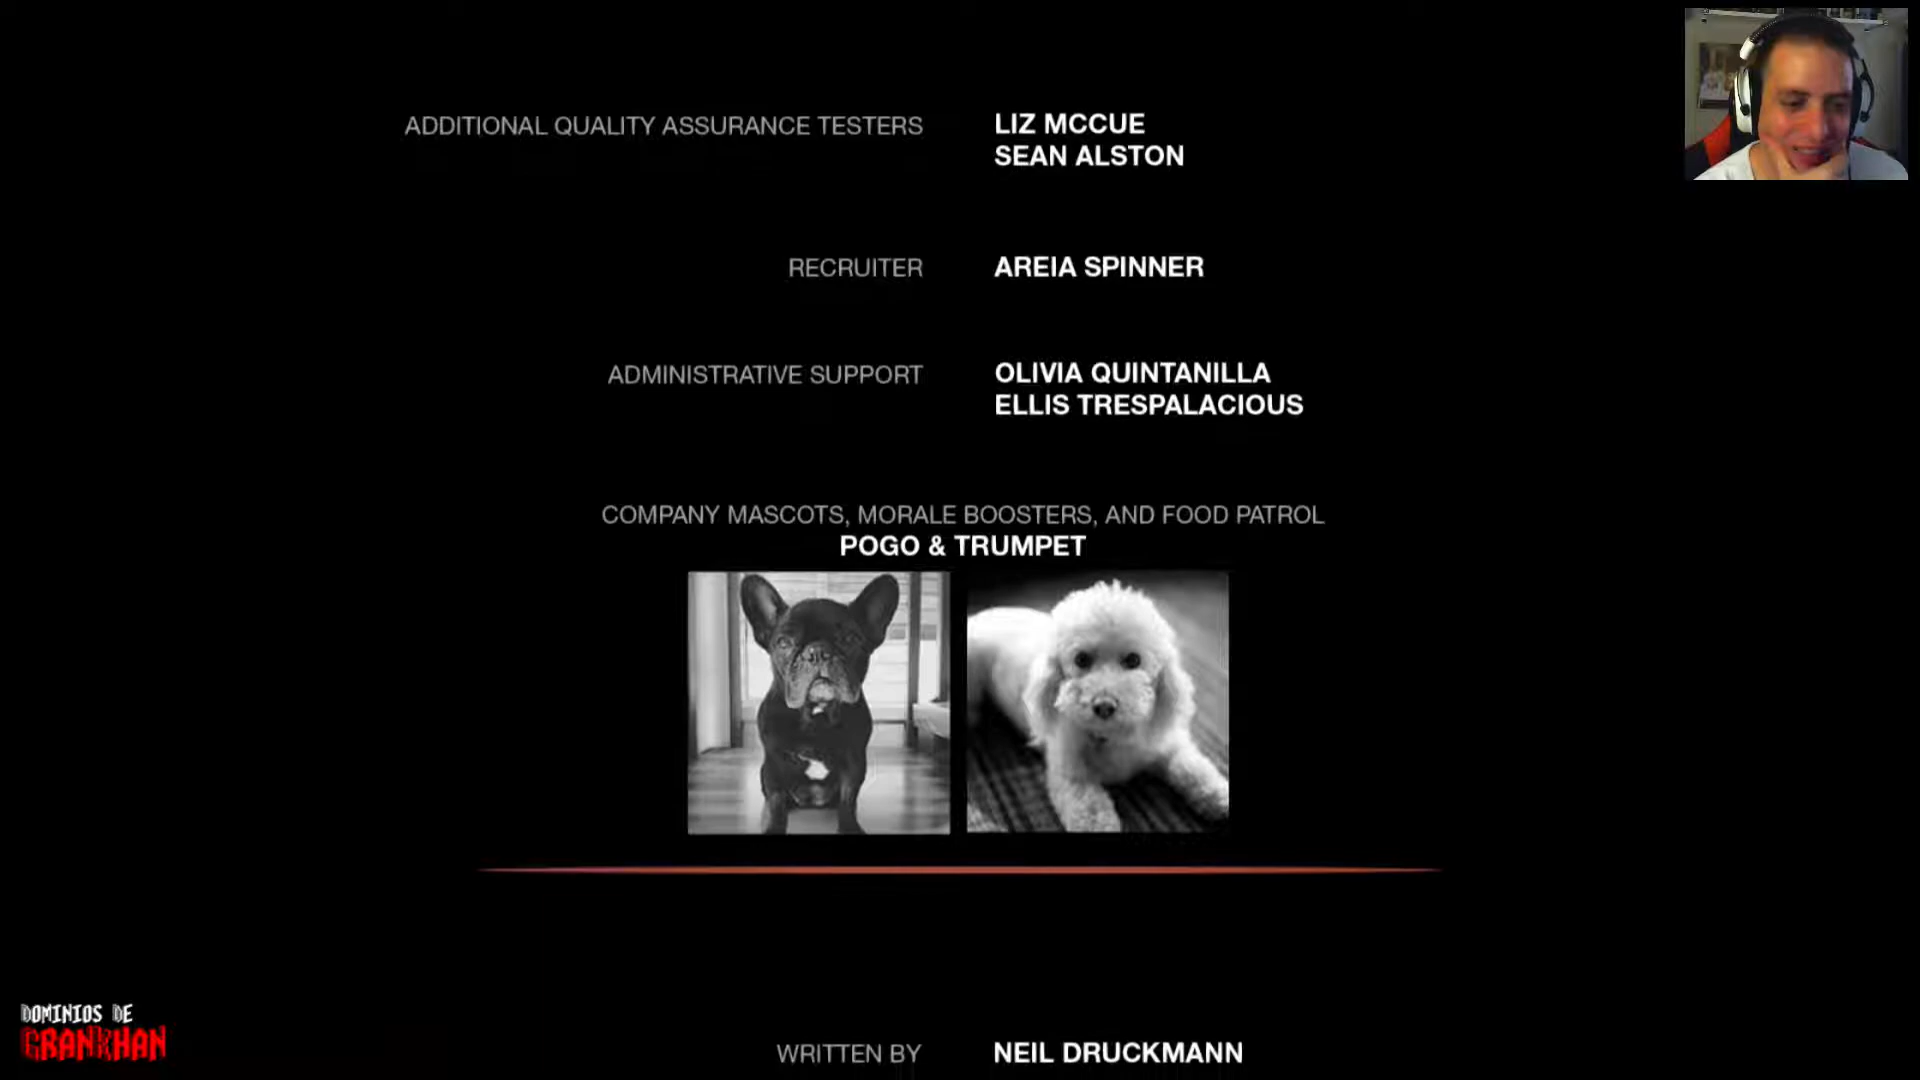 ADDITIONAL QUALITY ASSURANCE TESTERS LIZ MCCUE
SEAN ALSTON
RECRUITER AREIA SPINNER
ADMINISTRATIVE SUPPORT OLIVIA QUINTANILLA
ELLIS TRESPALACIOUS
COMPANY MASCOTS, MORALE BOOSTERS, AND FOOD PATROL
POGO & TRUMPET
DOMINIOS DE
GRANKHAN
WRITTEN BY NEIL DRUCKMANN